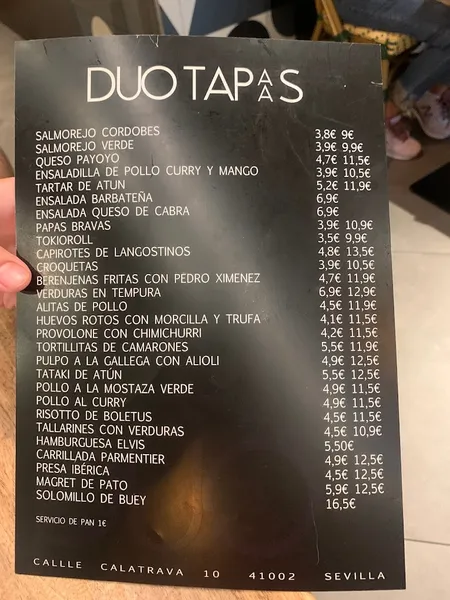 DUO TAPAAS
SALMOREJO CORDOBES 3,8€ 9€
SALMOREJO VERDE 3,9€ 9,9€
QUESO PAYOYO 4,7€ 11,5€
ENSALADILLA DE POLLO CURRY Y MANGO 3,9€ 10,5€
TARTAR DE ATUN 5,2€ 11,9€
ENSALADA BARBATEÑA 6,9€
ENSALADA QUESO DE CABRA 6,9€
PAPAS BRAVAS 3,9€ 10,9€
TOKIOROLL 3,5€ 9,9€
CAPIROTES DE LANGOSTINOS 4,8€ 13,5€
CROQUETAS 3,9€ 10,5€
BERENJENAS FRITAS CON PEDRO XIMENEZ 4,7€ 11,9€
VERDURAS EN TEMPURA 6,9€ 12,9€
ALITAS DE POLLO 4,5€ 11,9€
HUEVOS ROTOS CON MORCILLA Y TRUFA 4,1€ 11,5€
PROVOLONE CON CHIMICHURRI 4,2€ 11,5€
TORTILLITAS DE CAMARONES 5,5€ 11,9€
PULPO A LA GALLEGA CON ALIOLI 4,9€ 12,5€
TATAKI DE ATÚN 5,5€ 12,5€
POLLO A LA MOSTAZA VERDE 4,9€ 11,5€
POLLO AL CURRY 4,9€ 11,5€
RISOTTO DE BOLETUS 4,5€ 11,5€
TALLARINES CON VERDURAS 4,5€ 10,9€
HAMBURGUESA ELVIS 5,50€
CARRILLADA PARMENTIER 4,9€ 12,5€
PRESA IBÉRICA 4,5€ 12,5€
MAGRET DE PATO 5,9€ 12,5€
SOLOMILLO DE BUEY 16,5€
SERVICIO DE PAN 1€
CALLLE CALATRAVA 10 41002 SEVILLA